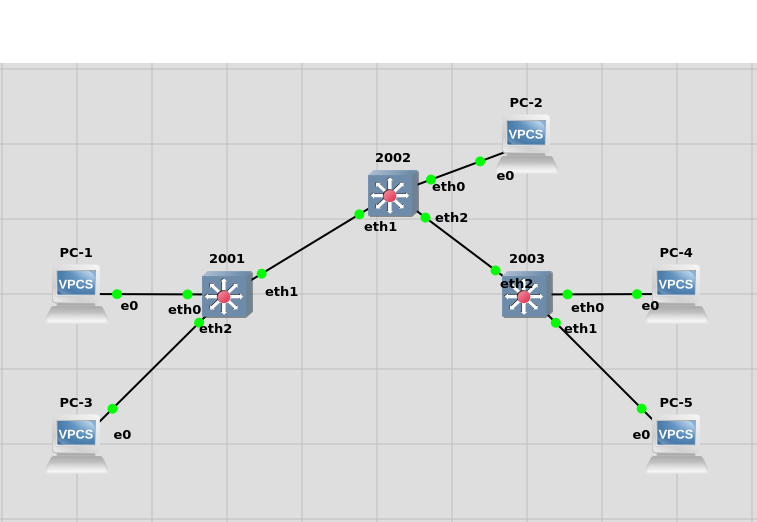 PC-2
VPCS
e0
2002
eth0
eth1
eth2
PC-1
VPCS
e0
2001
eth0
eth1
eth2
2003
eth2
eth0
eth1
PC-4
VPCS
e0
PC-3
VPCS
e0
PC-5
VPCS
e0